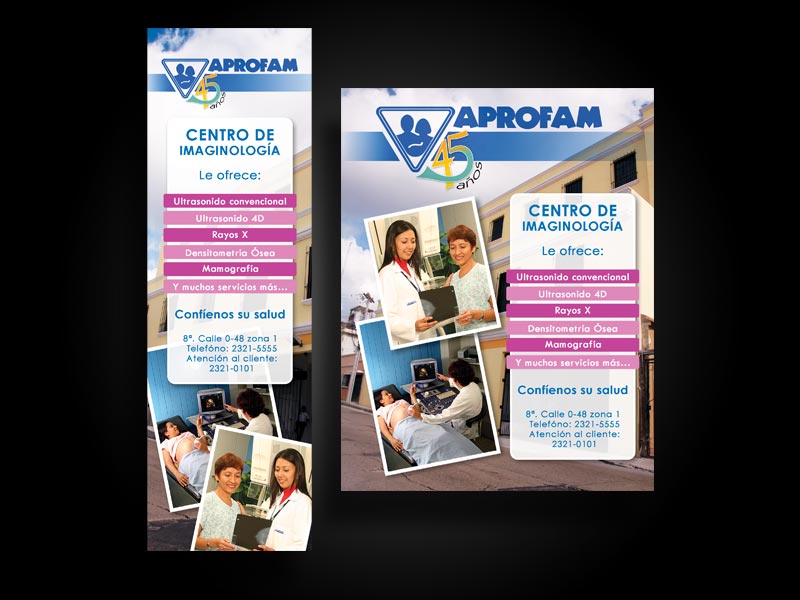 APROFAM
45
años
CENTRO DE
IMAGINOLOGÍA
Le ofrece:
Ultrasonido convencional
Ultrasonido 4D
Rayos X
Densitometría Ósea
Mamografía
Y muchos servicios más...
Confíenos su salud
8ª. Calle 0-48 zona 1
Telefóno: 2321-5555
Atención al cliente:
2321-0101
APROFAM
45
años
CENTRO DE
IMAGINOLOGÍA
Le ofrece:
Ultrasonido convencional
Ultrasonido 4D
Rayos X
Densitometría Ósea
Mamografía
Y muchos servicios más...
Confíenos su salud
8ª. Calle 0-48 zona 1
Telefóno: 2321-5555
Atención al cliente:
2321-0101